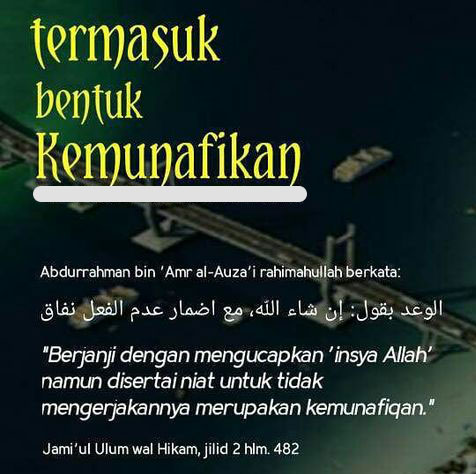 termasuk
bentuk
Kemunafikan
Abdurrahman bin 'Amr al-Auza'i rahimahullah berkata:
الوعد بقول: إن شاء الله، مع اضمار عدم الفعل نفاق
"Berjanji dengan mengucapkan 'insya Allah'
namun disertai niat untuk tidak
mengerjakannya merupakan kemunafiqan."
Jami'ul Ulum wal Hikam, jilid 2 hlm. 482